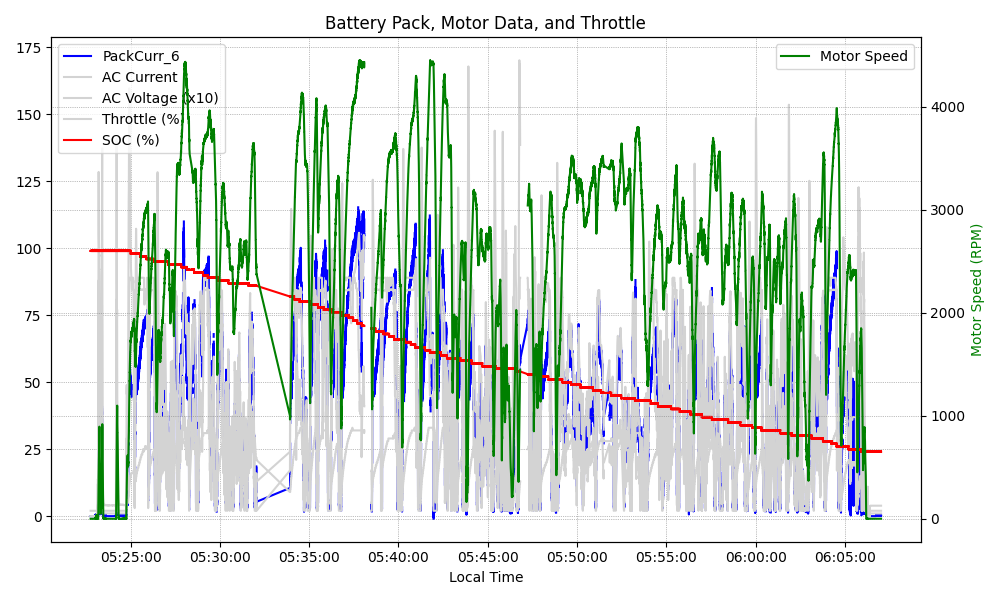 Battery Pack, Motor Data, and Throttle
PackCurr_6
AC Current
AC Voltage (x10)
Throttle (%)
SOC (%)
Motor Speed
175
150
125
100
75
50
25
0
4000
3000
2000
1000
0
Motor Speed (RPM)
05:25:00 05:30:00 05:35:00 05:40:00 05:45:00 05:50:00 05:55:00 06:00:00 06:05:00
Local Time